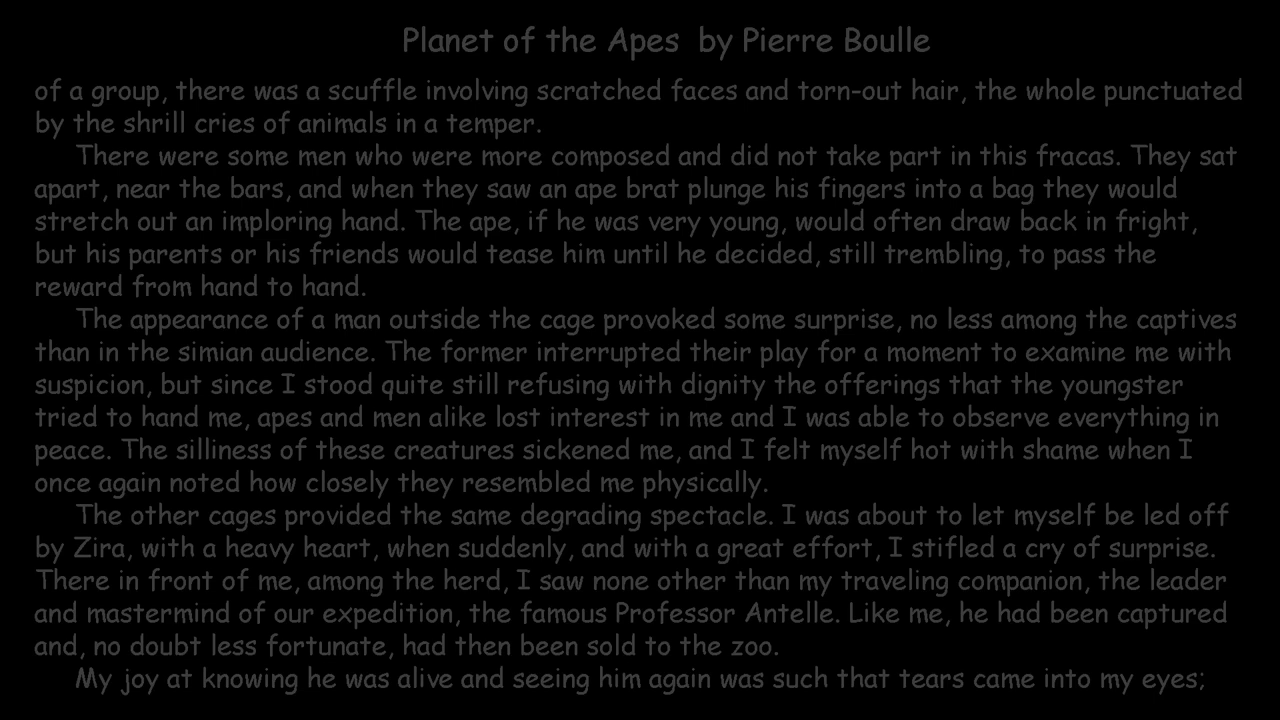 Planet of the Apes by Pierre Boulle
of a group, there was a scuffle involving scratched faces and torn-out hair, the whole punctuated
by the shrill cries of animals in a temper.
There were some men who were more composed and did not take part in this fracas. They sat
apart, near the bars, and when they saw an ape brat plunge his fingers into a bag they would
stretch out an imploring hand. The ape, if he was very young, would often draw back in fright,
but his parents or his friends would tease him until he decided, still trembling, to pass the
reward from hand to hand.
The appearance of a man outside the cage provoked some surprise, no less among the captives
than in the simian audience. The former interrupted their play for a moment to examine me with
suspicion, but since I stood quite still refusing with dignity the offerings that the youngster
tried to hand me, apes and men alike lost interest in me and I was able to observe everything in
peace. The silliness of these creatures sickened me, and I felt myself hot with shame when I
once again noted how closely they resembled me physically.
The other cages provided the same degrading spectacle. I was about to let myself be led off
by Zira, with a heavy heart, when suddenly, and with a great effort, I stifled a cry of surprise.
There in front of me, among the herd, I saw none other than my traveling companion, the leader
and mastermind of our expedition, the famous Professor Antelle. Like me, he had been captured
and, no doubt less fortunate, had then been sold to the zoo.
My joy at knowing he was alive and seeing him again was such that tears came into my eyes;